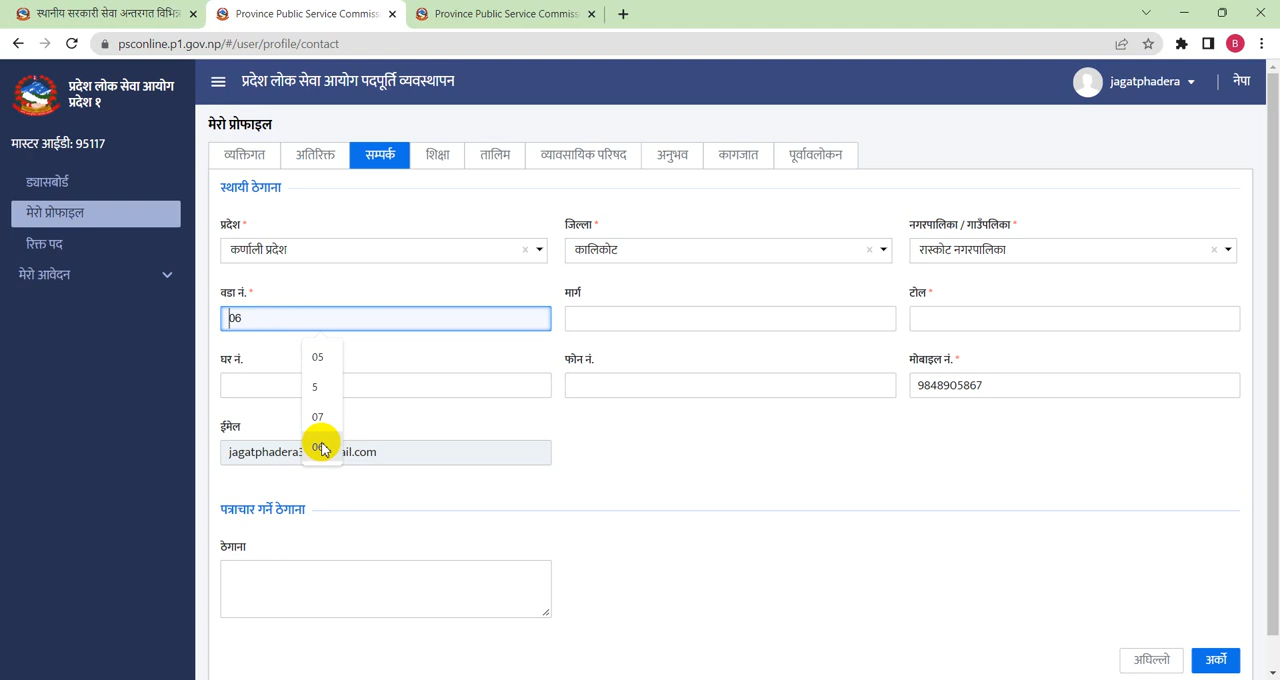 स्थानीय सरकारी सेवा अन्तरगत विभिन्न
Province Public Service Commiss
Province Public Service Commiss
psconline.p1.gov.np/#/user/profile/contact
B
प्रदेश लोक सेवा आयोग
प्रदेश १
प्रदेश लोक सेवा आयोग पदपूर्ति व्यवस्थापन
jagatphadera
नेपा
मास्टर आईडी: 95117
ड्यासबोर्ड
मेरो प्रोफाइल
रिक्त पद
मेरो आवेदन
मेरो प्रोफाइल
व्यक्तिगत अतिरिक्त सम्पर्क शिक्षा तालिम व्यावसायिक परिषद अनुभव कागजात पूर्वावलोकन
स्थायी ठेगाना
प्रदेश * जिल्ला * नगरपालिका / गाउँपलिका *
कर्णाली प्रदेश × कालिकोट × रास्कोट नगरपालिका ×
वडा नं. * मार्ग टोल *
06
05
5
07
06
घर नं. फोन नं. मोबाइल नं. *
9848905867
ईमेल
jagatphadera3 ail.com
पत्राचार गर्ने ठेगाना
ठेगाना
अघिल्लो अर्को